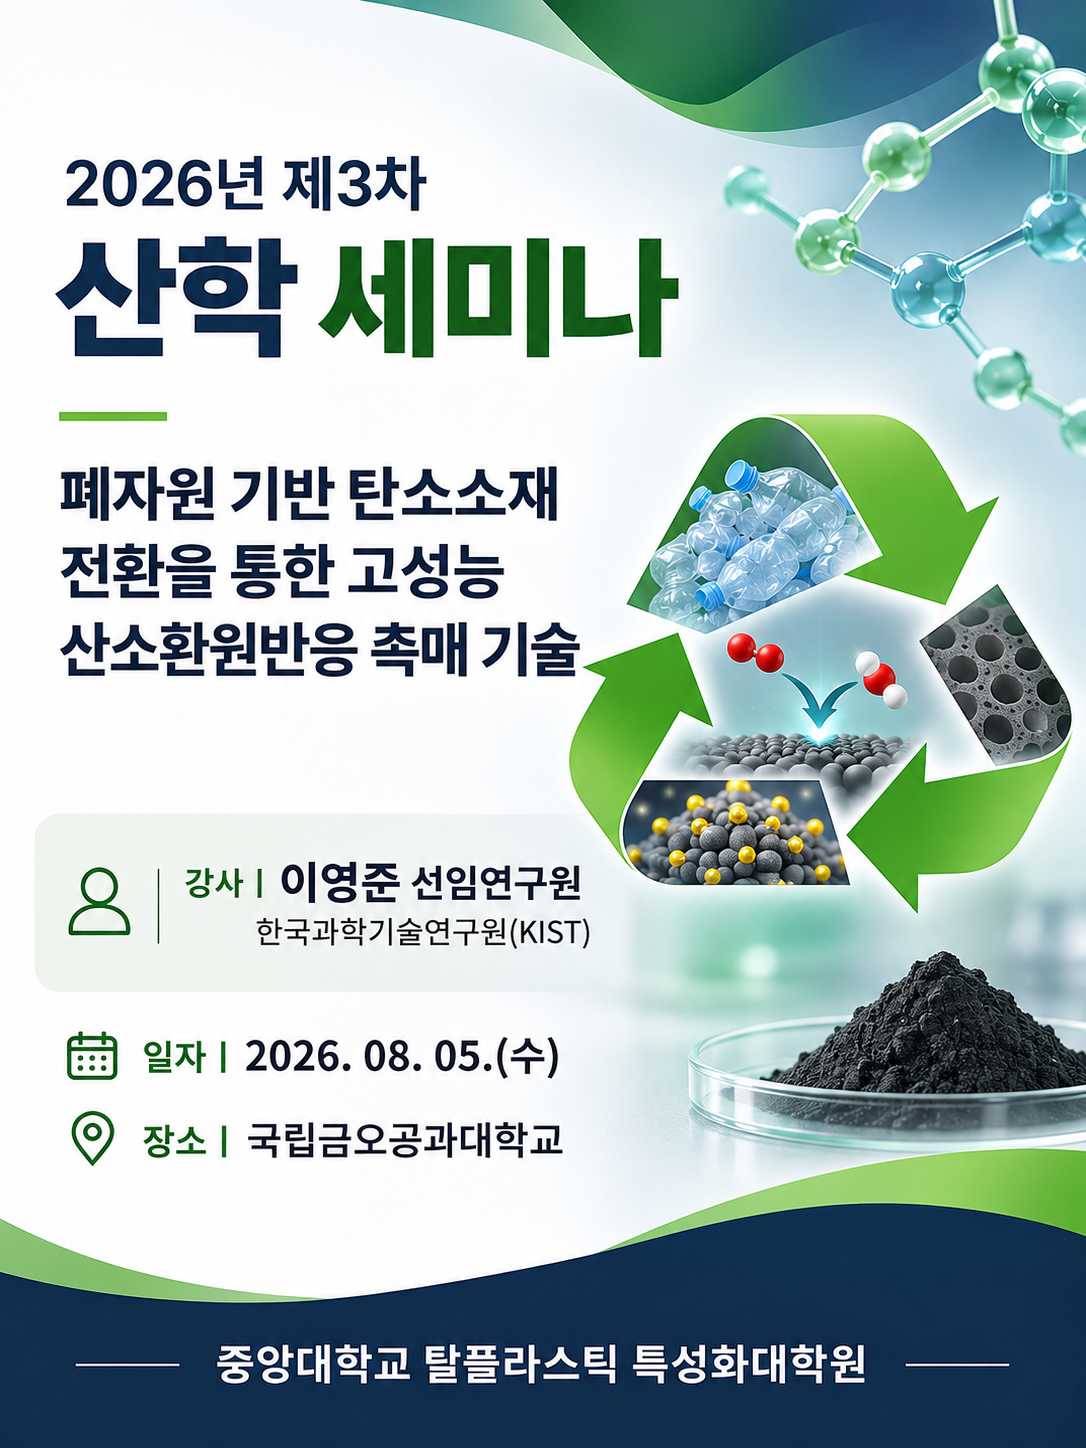 2026년 제3차
산학 세미나
폐자원 기반 탄소소재
전환을 통한 고성능
산소환원반응 촉매 기술
강사 | 이영준 선임연구원
한국과학기술연구원(KIST)
일자 | 2026. 08. 05.(수)
장소 | 국립금오공과대학교
중앙대학교 탈플라스틱 특성화대학원